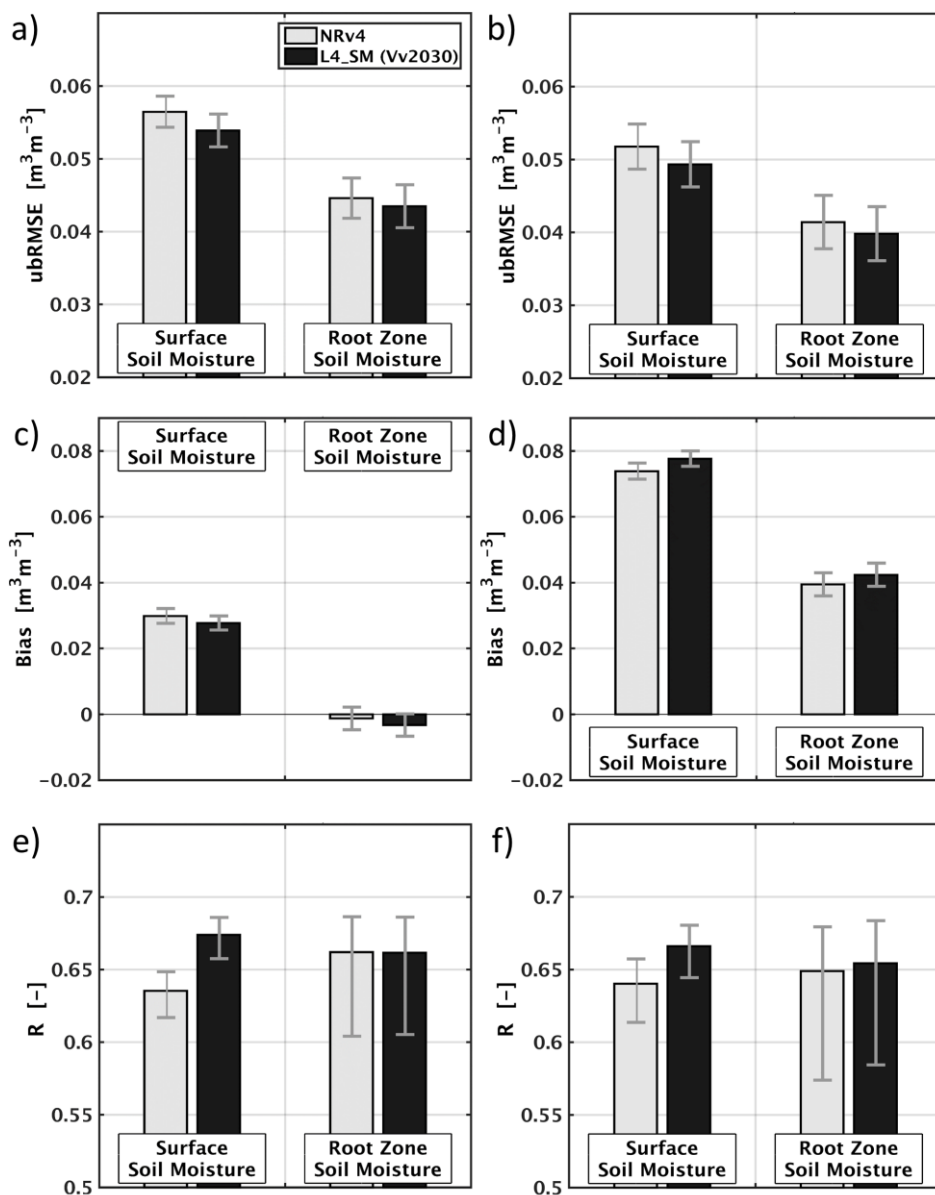 a)
NRv4
L4_SM (Vv2030)
ubRMSE [m³m⁻³]
0.06
0.05
0.04
0.03
0.02
Surface
Soil Moisture
Root Zone
Soil Moisture
b)
ubRMSE [m³m⁻³]
0.06
0.05
0.04
0.03
0.02
Surface
Soil Moisture
Root Zone
Soil Moisture
c)
Surface
Soil Moisture
Root Zone
Soil Moisture
Bias [m³m⁻³]
0.08
0.06
0.04
0.02
0
−0.02
d)
Bias [m³m⁻³]
0.08
0.06
0.04
0.02
0
−0.02
Surface
Soil Moisture
Root Zone
Soil Moisture
e)
R [-]
0.7
0.65
0.6
0.55
0.5
Surface
Soil Moisture
Root Zone
Soil Moisture
f)
R [-]
0.7
0.65
0.6
0.55
0.5
Surface
Soil Moisture
Root Zone
Soil Moisture